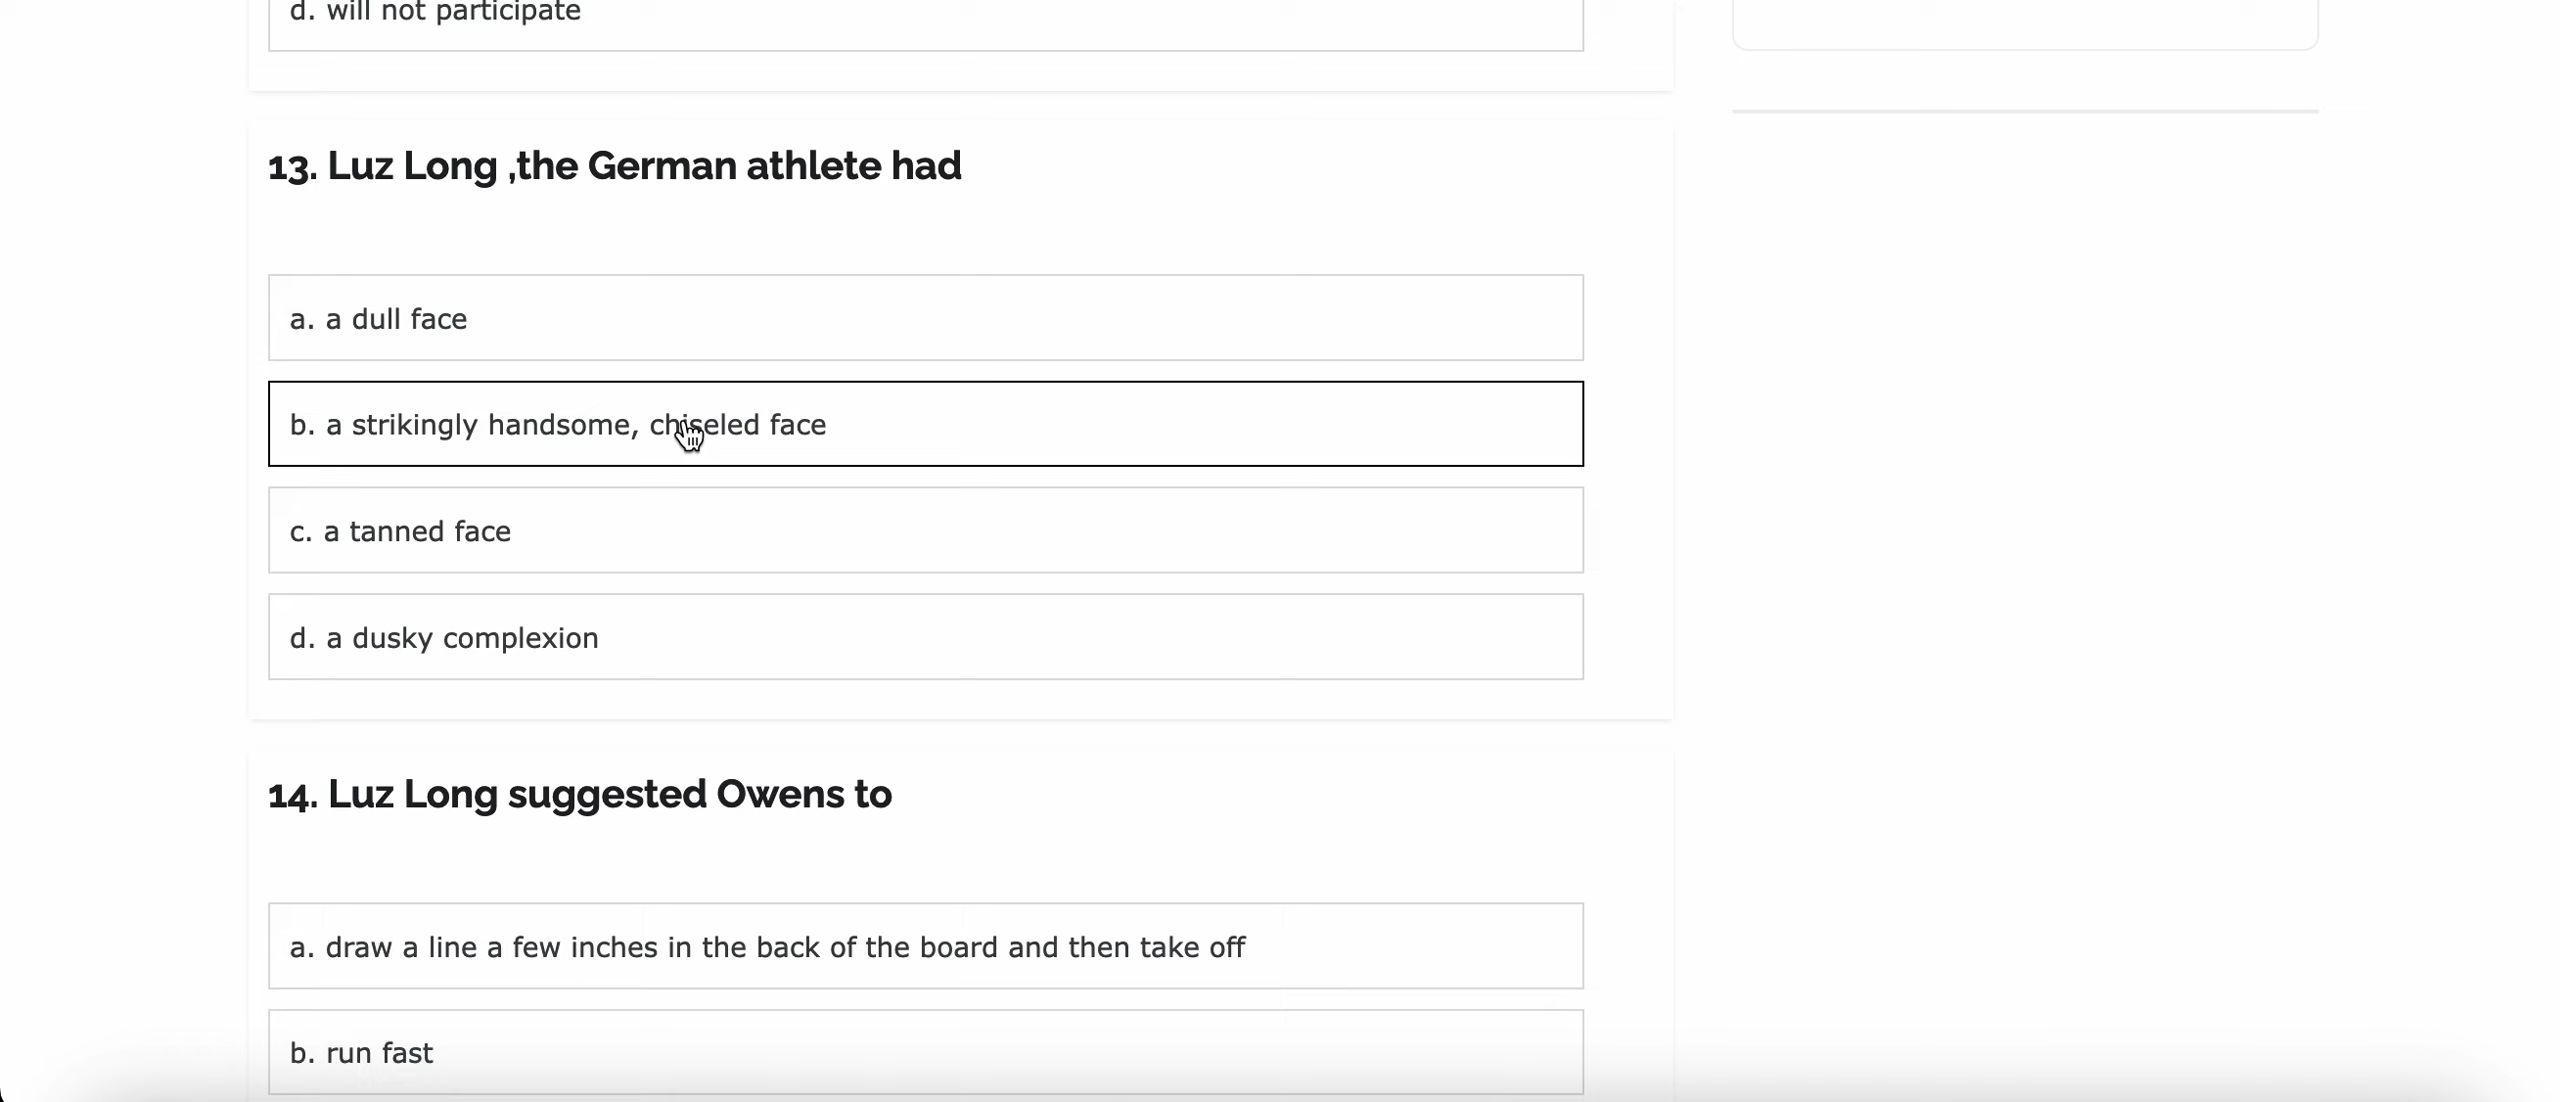 d. will not participate
13. Luz Long ,the German athlete had
a. a dull face
b. a strikingly handsome, chiseled face
c. a tanned face
d. a dusky complexion
14. Luz Long suggested Owens to
a. draw a line a few inches in the back of the board and then take off
b. run fast